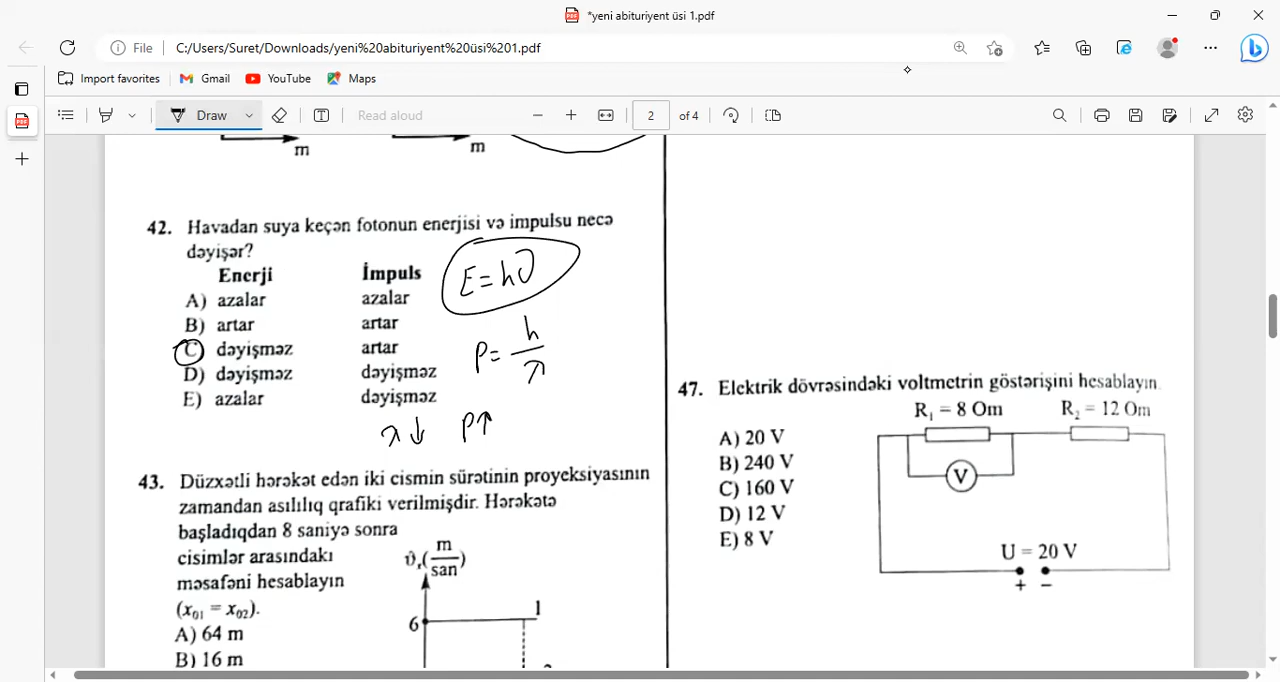 *yeni abituriyent üsi 1.pdf
File C:/Users/Suret/Downloads/yeni%20abituriyent%20üsi%201.pdf
Import favorites Gmail YouTube Maps
Draw Read aloud 2 of 4
m m
42. Havadan suya keçən fotonun enerjisi və impulsu necə
dəyişər?
Enerji İmpuls
A) azalar azalar
B) artar artar
C) dəyişməz artar
D) dəyişməz dəyişməz
E) azalar dəyişməz
E = hν
P = h/λ
λ ↓ P↑
43. Düzxətli hərəkət edən iki cismin sürətinin proyeksiyasının
zamandan asılılıq qrafiki verilmişdir. Hərəkətə
başladıqdan 8 saniyə sonra
cisimlər arasındakı
məsafəni hesablayın
(x₀₁ = x₀₂).
A) 64 m
B) 16 m
ϑₓ(m/san)
6
1
47. Elektrik dövrəsindəki voltmetrin göstərişini hesablayın
A) 20 V
B) 240 V
C) 160 V
D) 12 V
E) 8 V
R₁ = 8 Om R₂ = 12 Om
V
U = 20 V
+ −